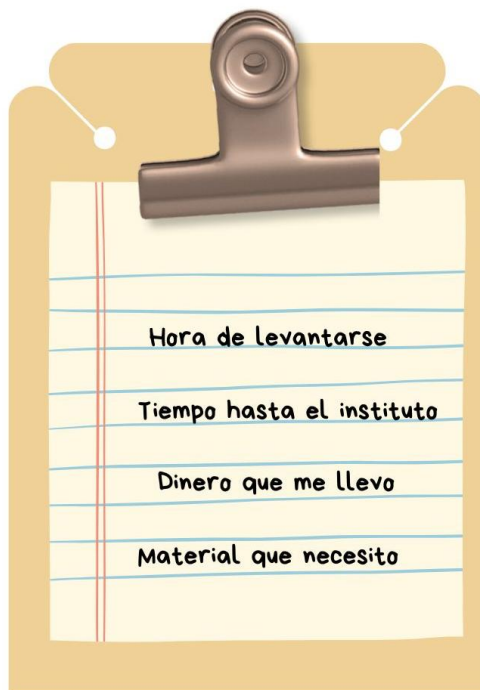 Hora de levantarse
Tiempo hasta el instituto
Dinero que me llevo
Material que necesito